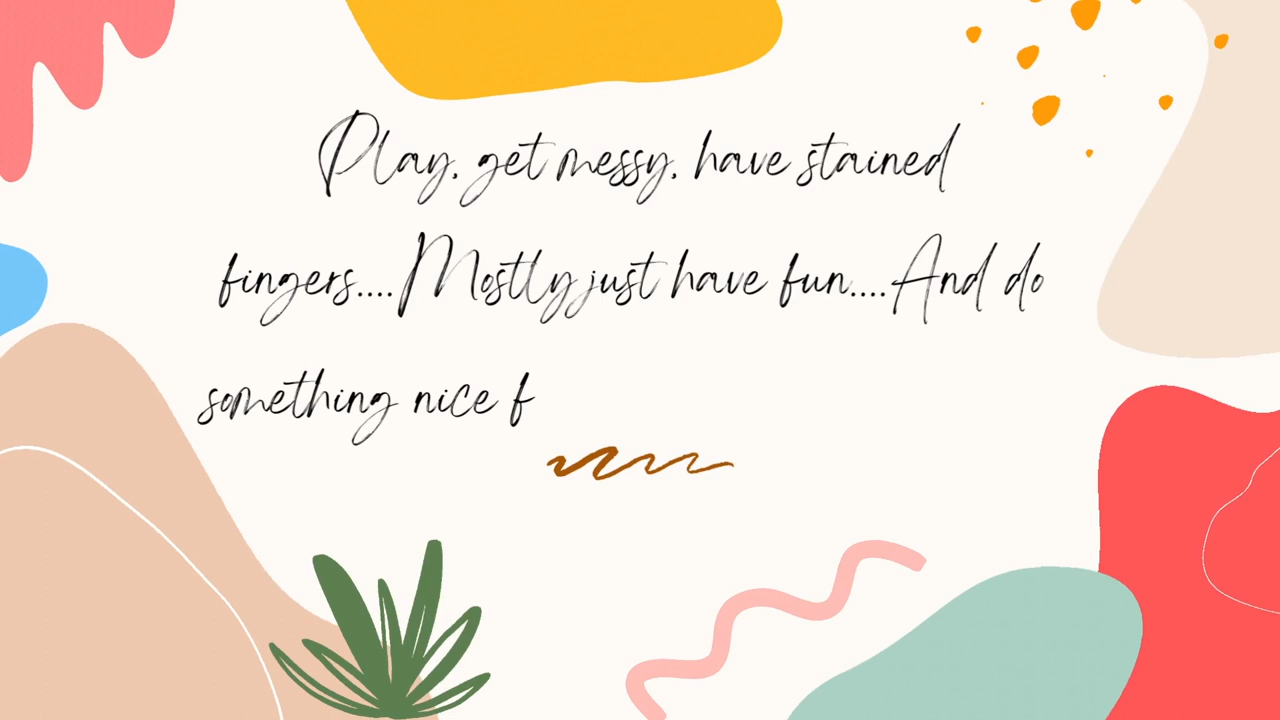 Play, get messy, have stained
fingers....Mostly just have fun....And do
something nice f